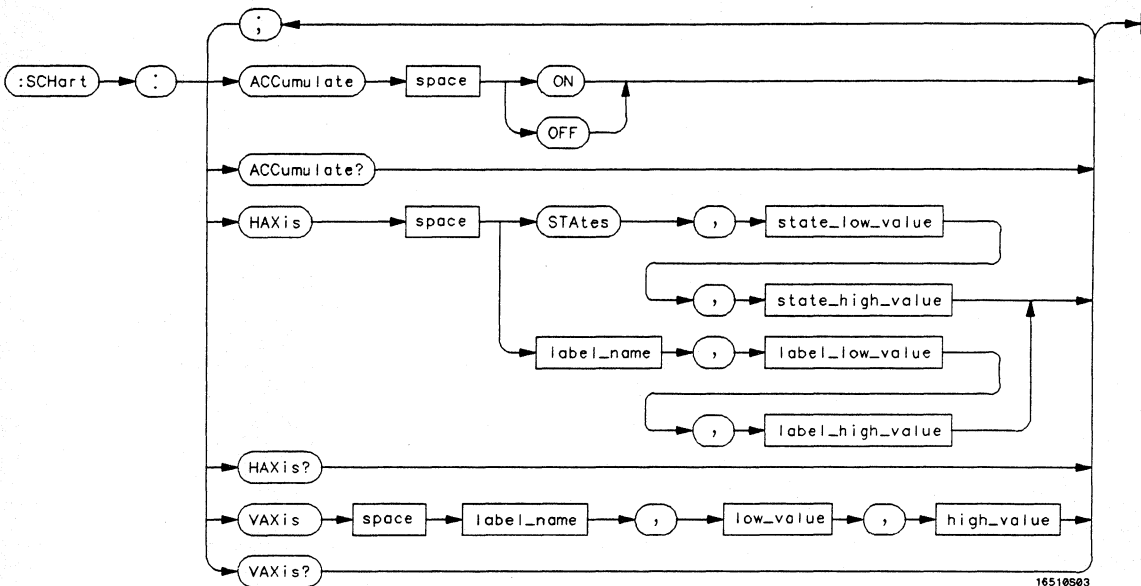 ;
:SCHart : ACCumulate space ON
OFF
ACCumulate?
HAXis space STAtes , state_low_value
, state_high_value
label_name , label_low_value
, label_high_value
HAXis?
VAXis space label_name , low_value , high_value
VAXis?
16510S03